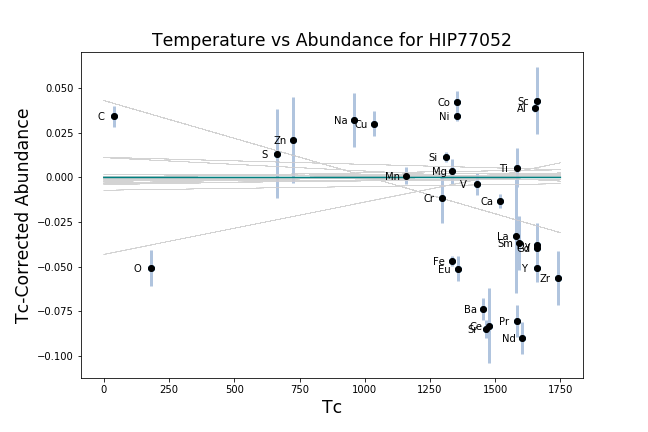 Temperature vs Abundance for HIP77052
Tc-Corrected Abundance
0.050
0.025
0.000
−0.025
−0.050
−0.075
−0.100
C
O
S
Zn
Na
Cu
Mn
Co
Ni
Si
Mg
Cr
V
Ca
Fe
Eu
Ba
Ce
Sr
Sc
Al
Ti
La
Sm
Y
Zr
Pr
Nd
0
250
500
750
1000
1250
1500
1750
Tc